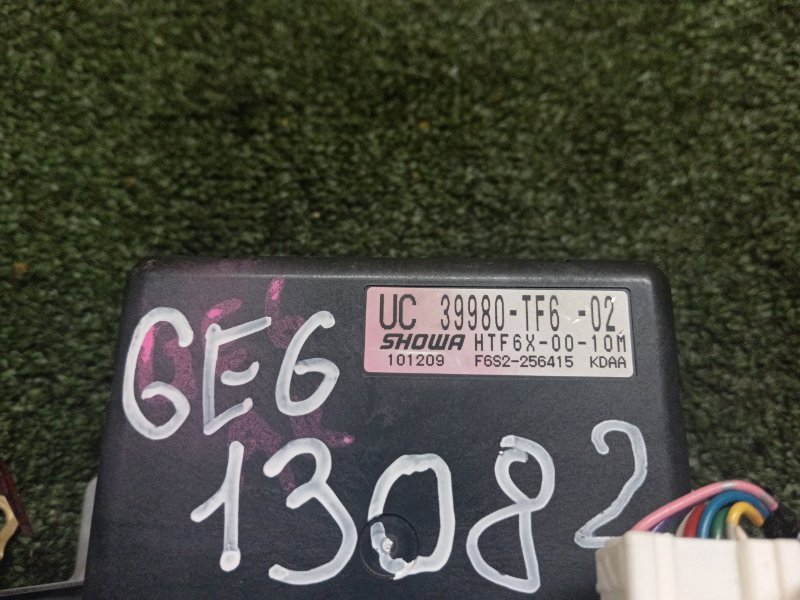 UC 39980-TF6 -02
SHOWA HTF6X-00-10M
101209 F6S2-256415 KDAA
GE6
13082